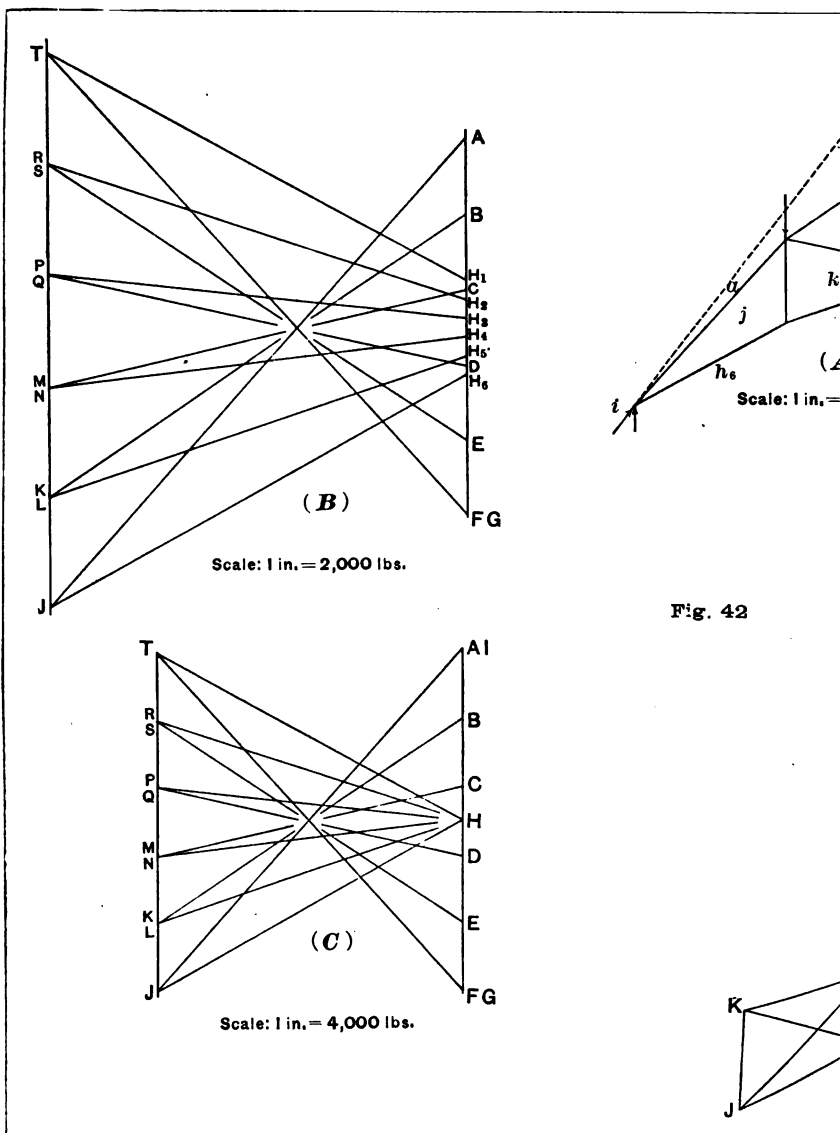 T
A
R
S
B
P
Q
H₁
C
H₂
H₃
H₄
H₅
D
H₆
M
N
E
K
L
(B)
FG
J
Scale: 1 in. = 2,000 lbs.
a
k
j
h₆
i
(A
Scale: 1 in. =
Fig. 42
T
AI
R
S
B
P
Q
C
H
M
N
D
K
L
E
(C)
J
FG
Scale: 1 in. = 4,000 lbs.
K
J